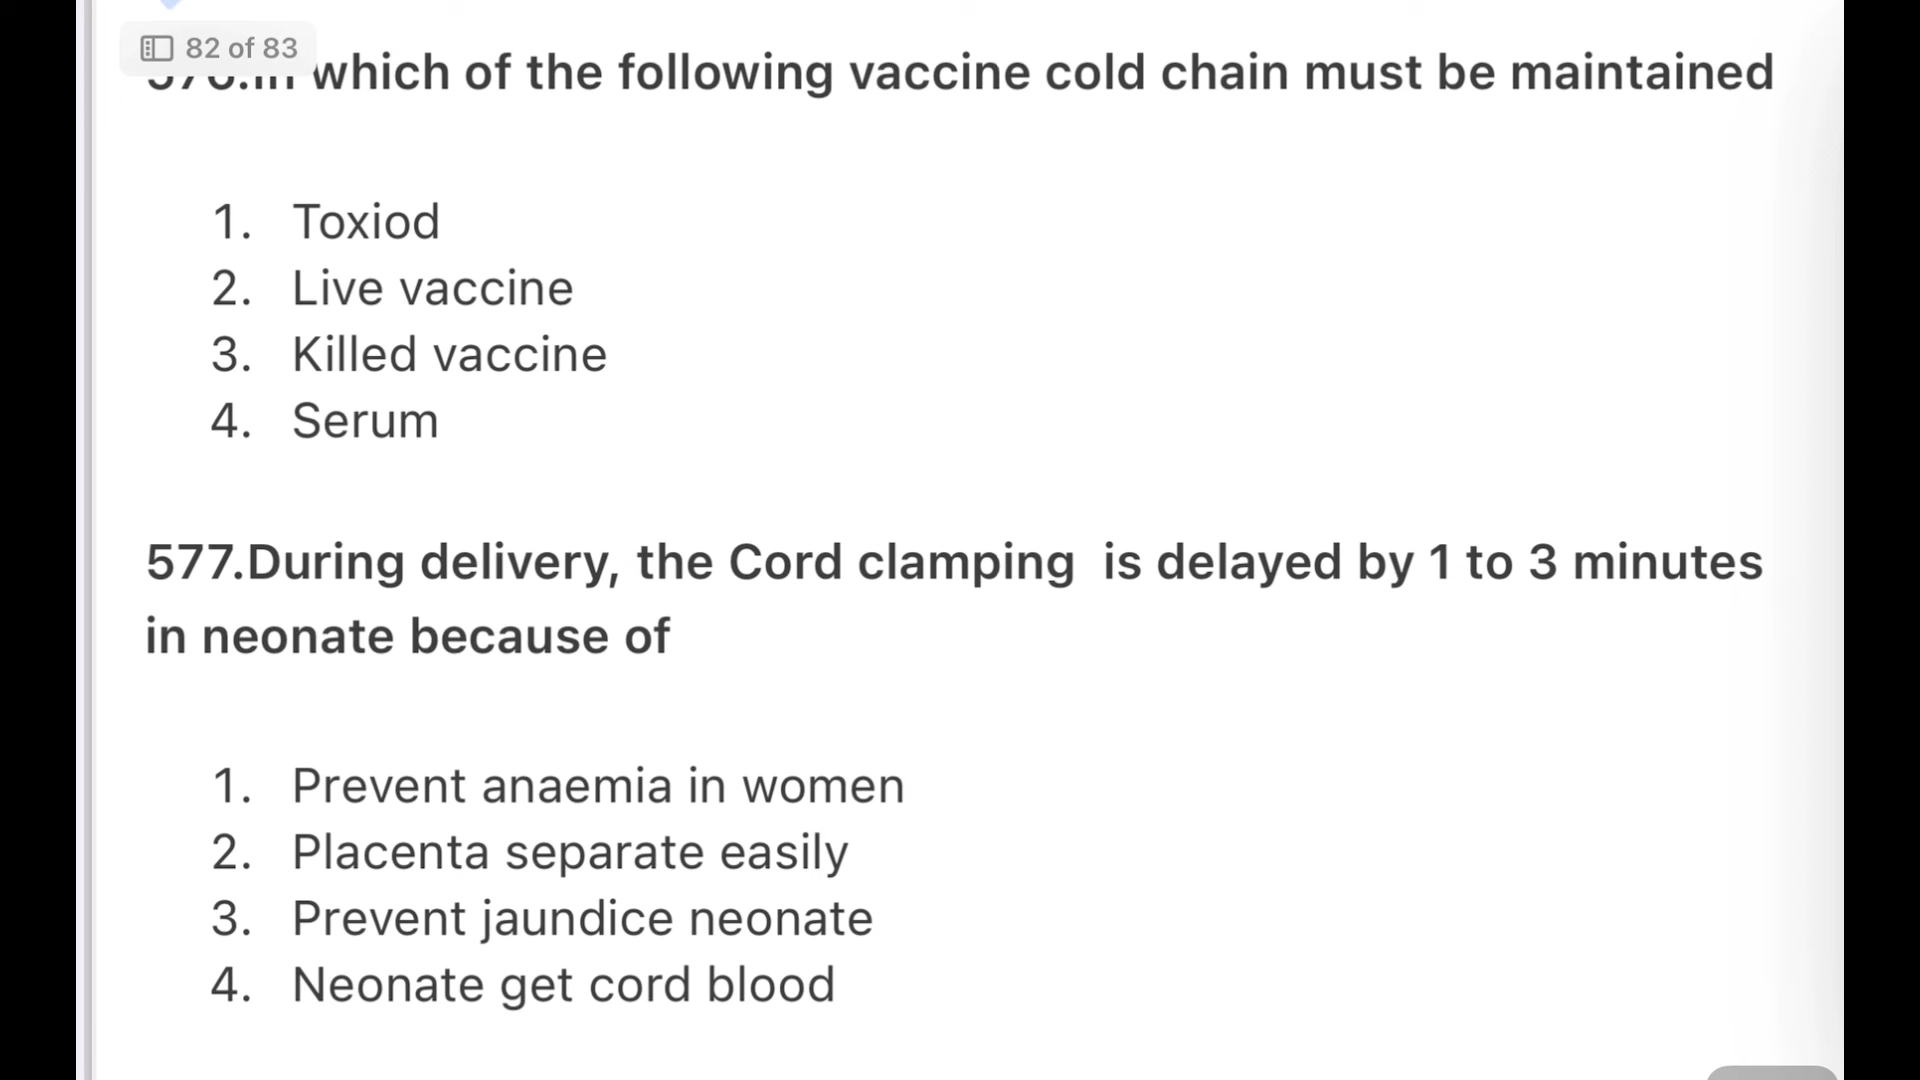 82 of 83
which of the following vaccine cold chain must be maintained
1. Toxiod
2. Live vaccine
3. Killed vaccine
4. Serum
577.During delivery, the Cord clamping is delayed by 1 to 3 minutes
in neonate because of
1. Prevent anaemia in women
2. Placenta separate easily
3. Prevent jaundice neonate
4. Neonate get cord blood